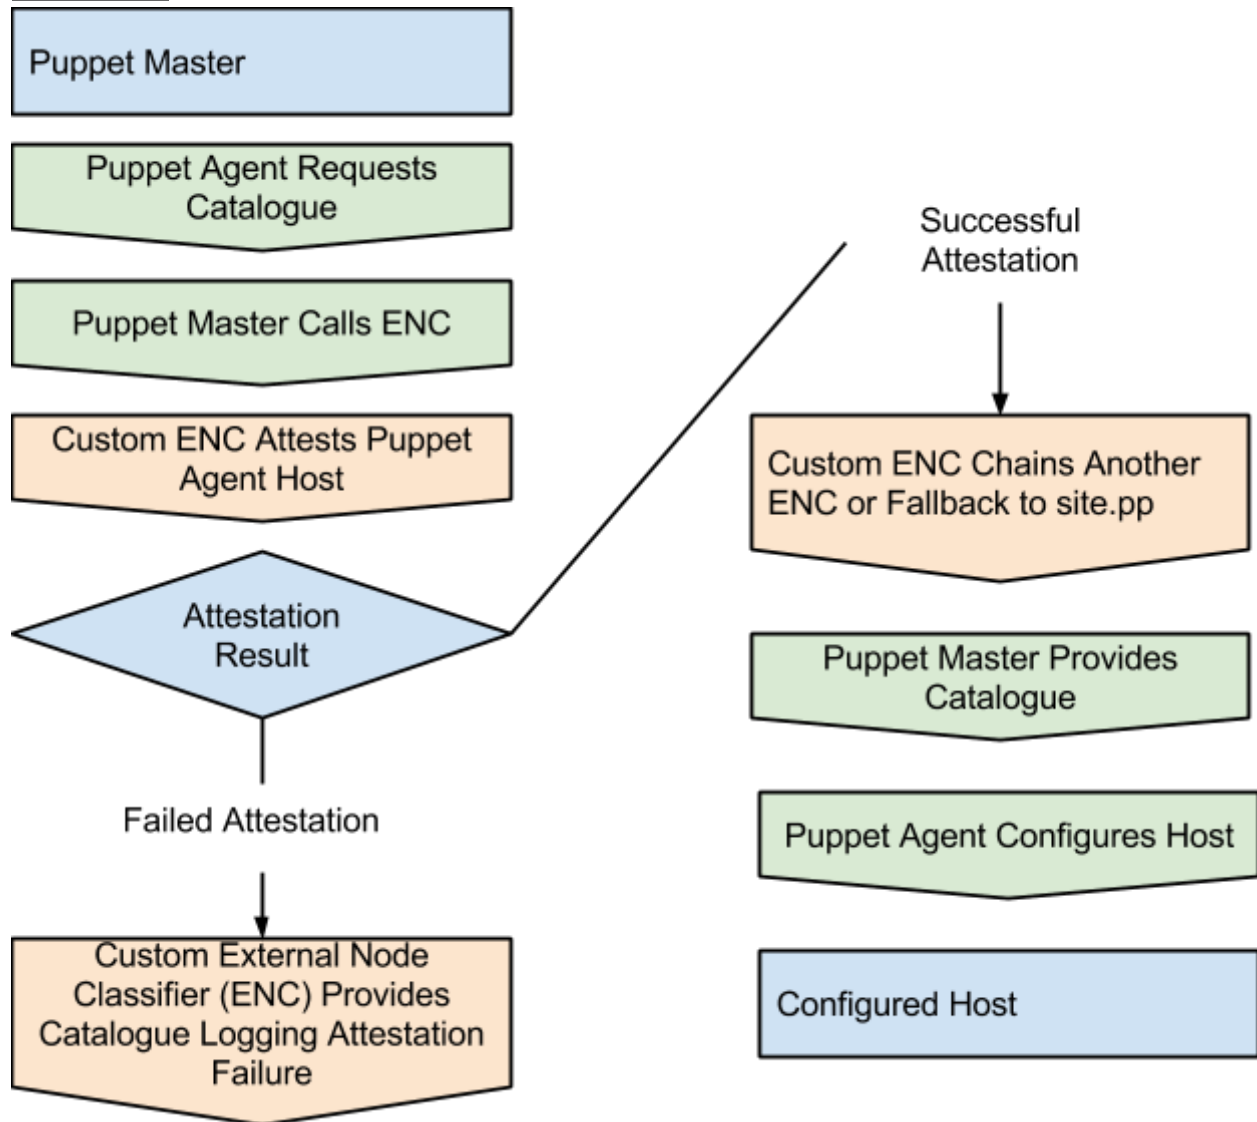 Puppet Master
Puppet Agent Requests
Catalogue
Puppet Master Calls ENC
Custom ENC Attests Puppet
Agent Host
Attestation
Result
Failed Attestation
Custom External Node
Classifier (ENC) Provides
Catalogue Logging Attestation
Failure
Successful
Attestation
Custom ENC Chains Another
ENC or Fallback to site.pp
Puppet Master Provides
Catalogue
Puppet Agent Configures Host
Configured Host